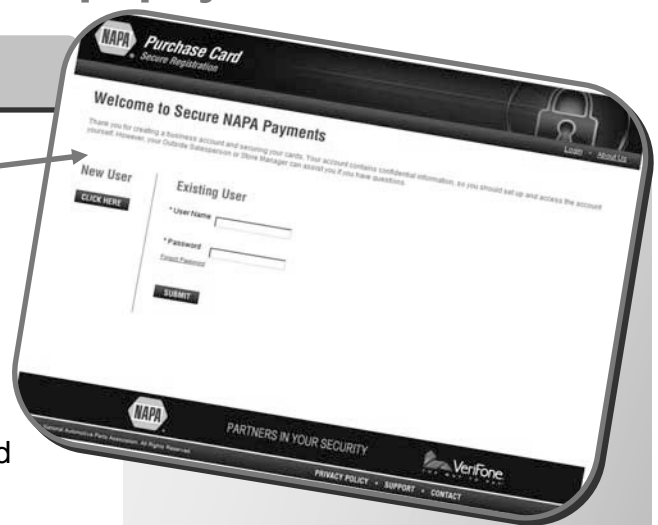 NAPA
Purchase Card
Secure Registration
Login • About Us
Welcome to Secure NAPA Payments
Thank you for creating a business account and securing your cards. Your account contains confidential information, so you should set up and access the account
yourself. However, your Outside Salesperson or Store Manager can assist you if you have questions.
New User
CLICK HERE
Existing User
* User Name
* Password
Forgot Password
SUBMIT
d
NAPA
PARTNERS IN YOUR SECURITY
VeriFone
THE WAY TO PAY
National Automotive Parts Association. All Rights Reserved
PRIVACY POLICY • SUPPORT • CONTACT